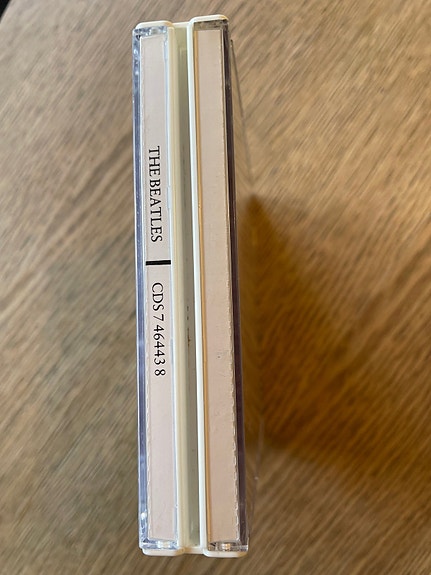 THE BEATLES
CDS 7 46443 8